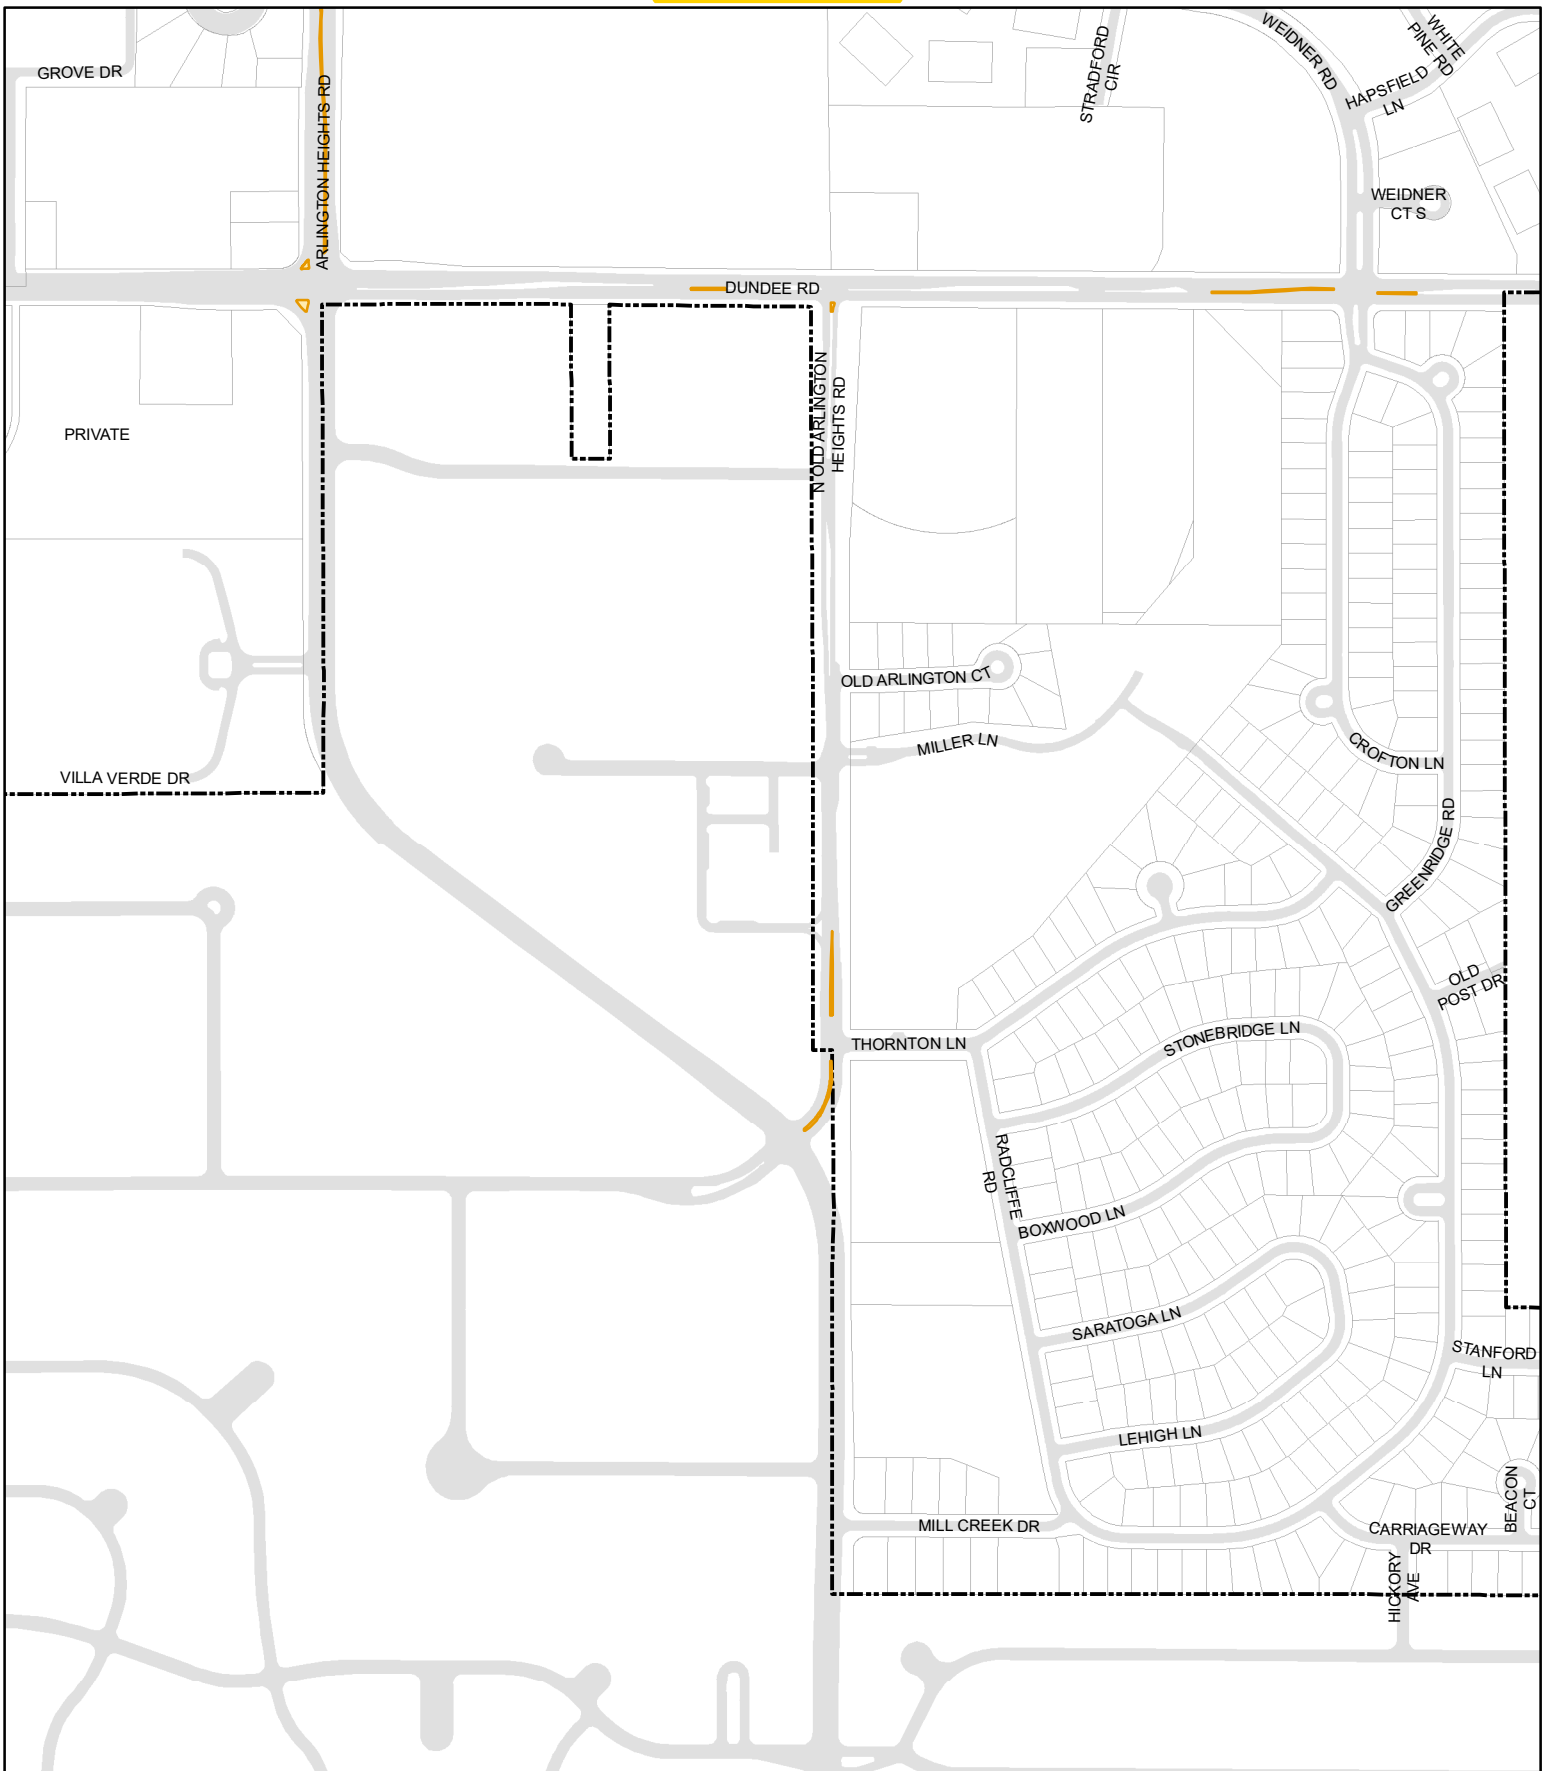 WEIDNER RD
WHITE
PINE RD
STRADFORD
CIR
GROVE DR
HAPSFIELD
LN
ARLINGTON HEIGHTS RD
WEIDNER
CT S
DUNDEE RD
N OLD ARLINGTON
HEIGHTS RD
PRIVATE
OLD ARLINGTON CT
MILLER LN
CROFTON LN
VILLA VERDE DR
GREENRIDGE RD
OLD
POST DR
THORNTON LN
STONEBRIDGE LN
RADCLIFFE
RD
BOXWOOD LN
SARATOGA LN
STANFORD
LN
LEHIGH LN
BEACON
CT
MILL CREEK DR
CARRIAGEWAY
DR
HICKORY
AVE